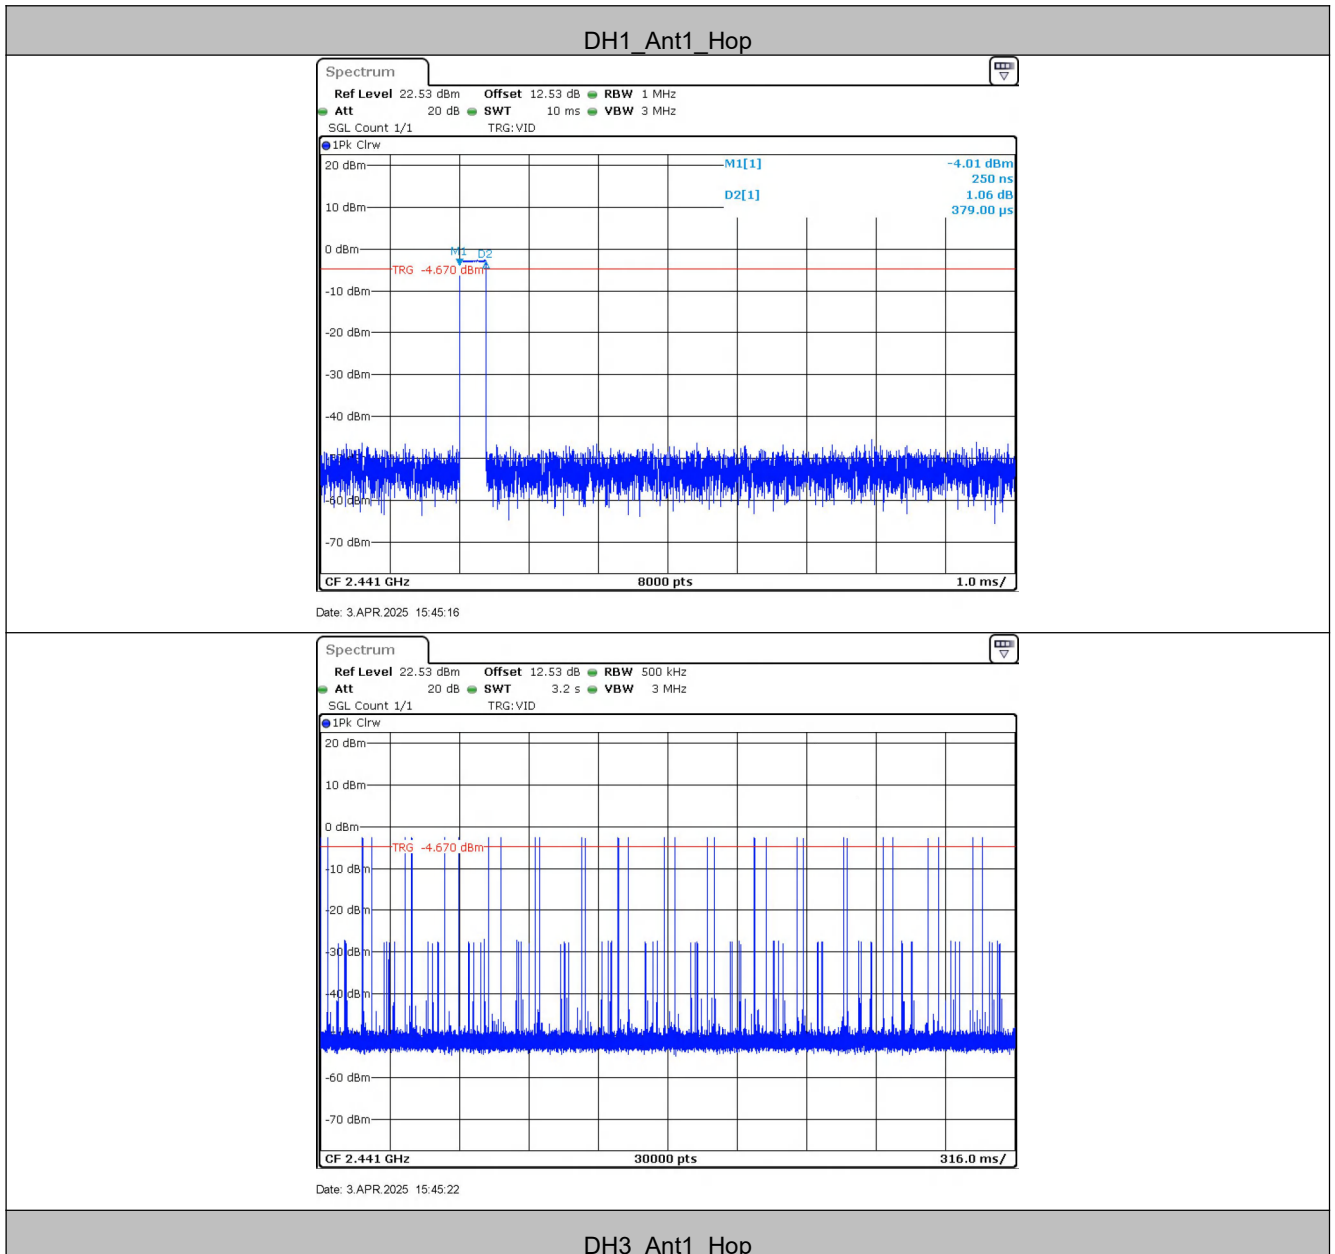 DH1_Ant1_Hop
Spectrum
Ref Level 22.53 dBm Offset 12.53 dB RBW 1 MHz
Att 20 dB SWT 10 ms VBW 3 MHz
SGL Count 1/1 TRG:VID
1Pk Clrw
20 dBm M1[1] -4.01 dBm
250 ns
D2[1] 1.06 dB
10 dBm 379.00 µs
0 dBm
M1 D2
TRG -4.670 dBm
-10 dBm
-20 dBm
-30 dBm
-40 dBm
-60 dBm
-70 dBm
CF 2.441 GHz 8000 pts 1.0 ms/
Date: 3.APR.2025 15:45:16
Spectrum
Ref Level 22.53 dBm Offset 12.53 dB RBW 500 kHz
Att 20 dB SWT 3.2 s VBW 3 MHz
SGL Count 1/1 TRG:VID
1Pk Clrw
20 dBm
10 dBm
0 dBm
TRG -4.670 dBm
-10 dBm
-20 dBm
-30 dBm
-40 dBm
-60 dBm
-70 dBm
CF 2.441 GHz 30000 pts 316.0 ms/
Date: 3.APR.2025 15:45:22
DH3_Ant1_Hop